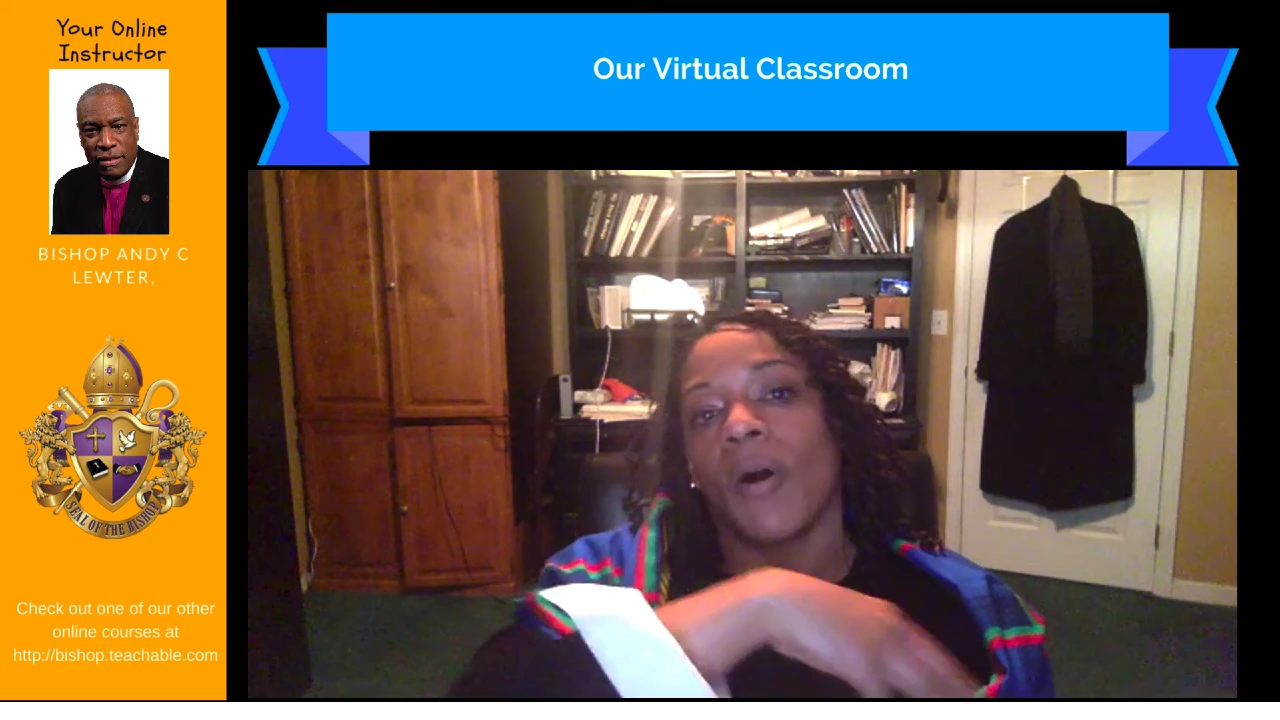 Your Online
Instructor
BISHOP ANDY C
LEWTER,
SEAL OF THE BISHOP
Check out one of our other
online courses at
http://bishop.teachable.com
Our Virtual Classroom